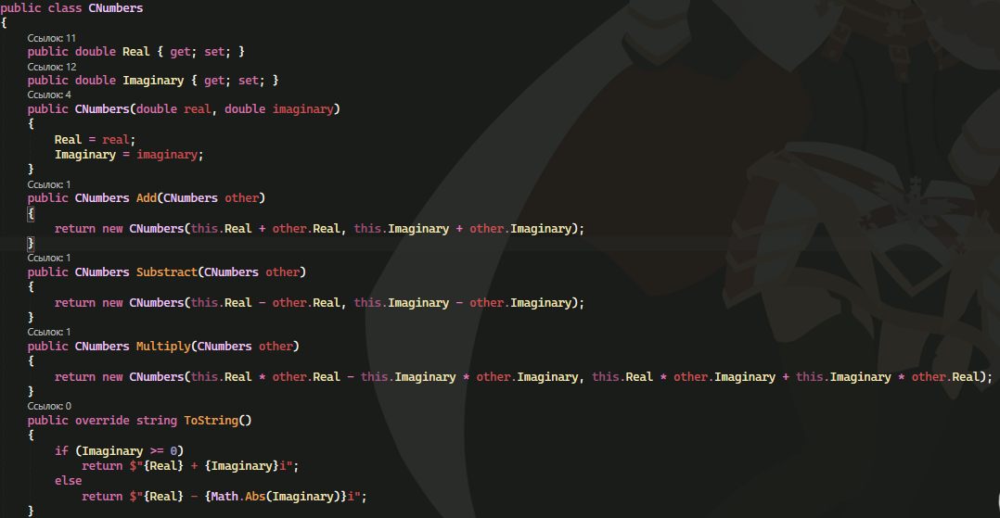 public class CNumbers
{
Ссылок: 11
public double Real { get; set; }
Ссылок: 12
public double Imaginary { get; set; }
Ссылок: 4
public CNumbers(double real, double imaginary)
{
Real = real;
Imaginary = imaginary;
}
Ссылок: 1
public CNumbers Add(CNumbers other)
{
return new CNumbers(this.Real + other.Real, this.Imaginary + other.Imaginary);
}
Ссылок: 1
public CNumbers Substract(CNumbers other)
{
return new CNumbers(this.Real - other.Real, this.Imaginary - other.Imaginary);
}
Ссылок: 1
public CNumbers Multiply(CNumbers other)
{
return new CNumbers(this.Real * other.Real - this.Imaginary * other.Imaginary, this.Real * other.Imaginary + this.Imaginary * other.Real);
}
Ссылок: 0
public override string ToString()
{
if (Imaginary >= 0)
return $"{Real} + {Imaginary}i";
else
return $"{Real} - {Math.Abs(Imaginary)}i";
}